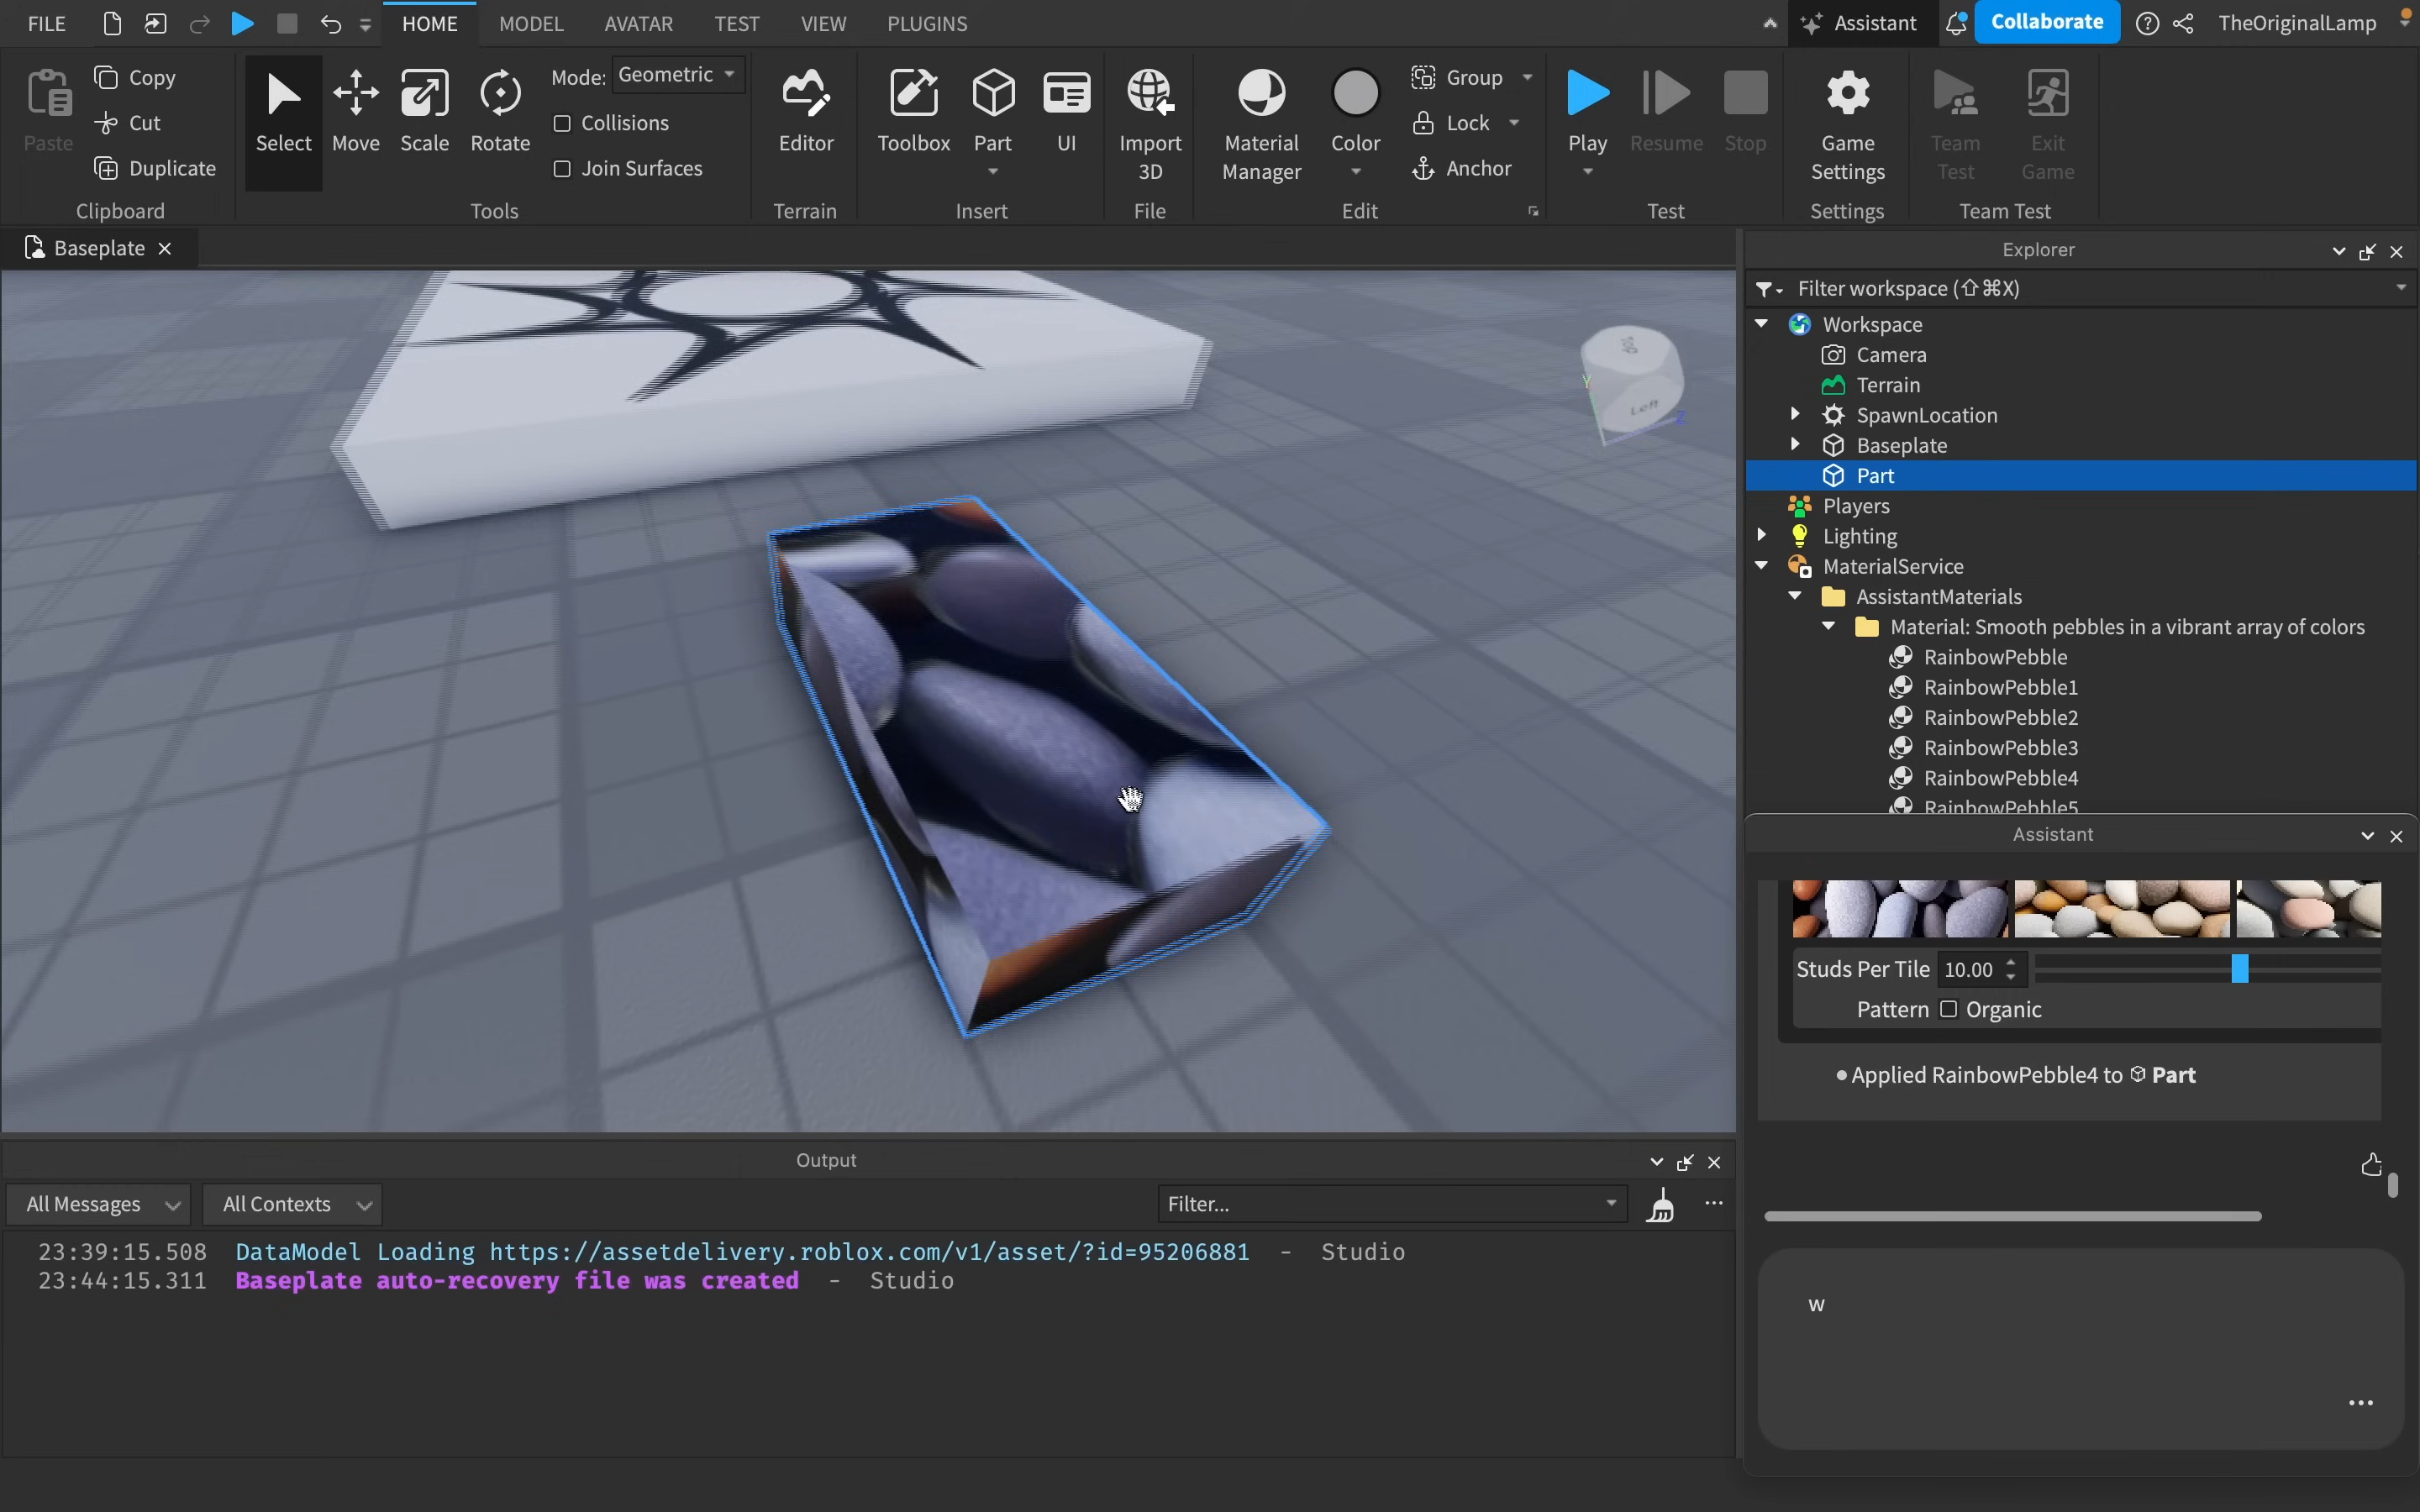 FILE HOME MODEL AVATAR TEST VIEW PLUGINS Assistant Collaborate TheOriginalLamp
Paste
Copy
Cut
Duplicate
Clipboard
Select
Move
Scale
Rotate
Mode: Geometric
Collisions
Join Surfaces
Tools
Editor
Terrain
Toolbox
Part
UI
Insert
Import
3D
File
Material
Manager
Color
Group
Lock
Anchor
Edit
Play
Resume
Stop
Test
Game
Settings
Settings
Team
Test
Exit
Game
Team Test
Baseplate
Top
Left
Y
Z
Explorer
Filter workspace (⇧⌘X)
Workspace
Camera
Terrain
SpawnLocation
Baseplate
Part
Players
Lighting
MaterialService
AssistantMaterials
Material: Smooth pebbles in a vibrant array of colors
RainbowPebble
RainbowPebble1
RainbowPebble2
RainbowPebble3
RainbowPebble4
RainbowPebble5
Assistant
Studs Per Tile 10.00
Pattern Organic
Applied RainbowPebble4 to Part
w
Output
All Messages All Contexts Filter...
23:39:15.508 DataModel Loading https://assetdelivery.roblox.com/v1/asset/?id=95206881 - Studio
23:44:15.311 Baseplate auto-recovery file was created - Studio